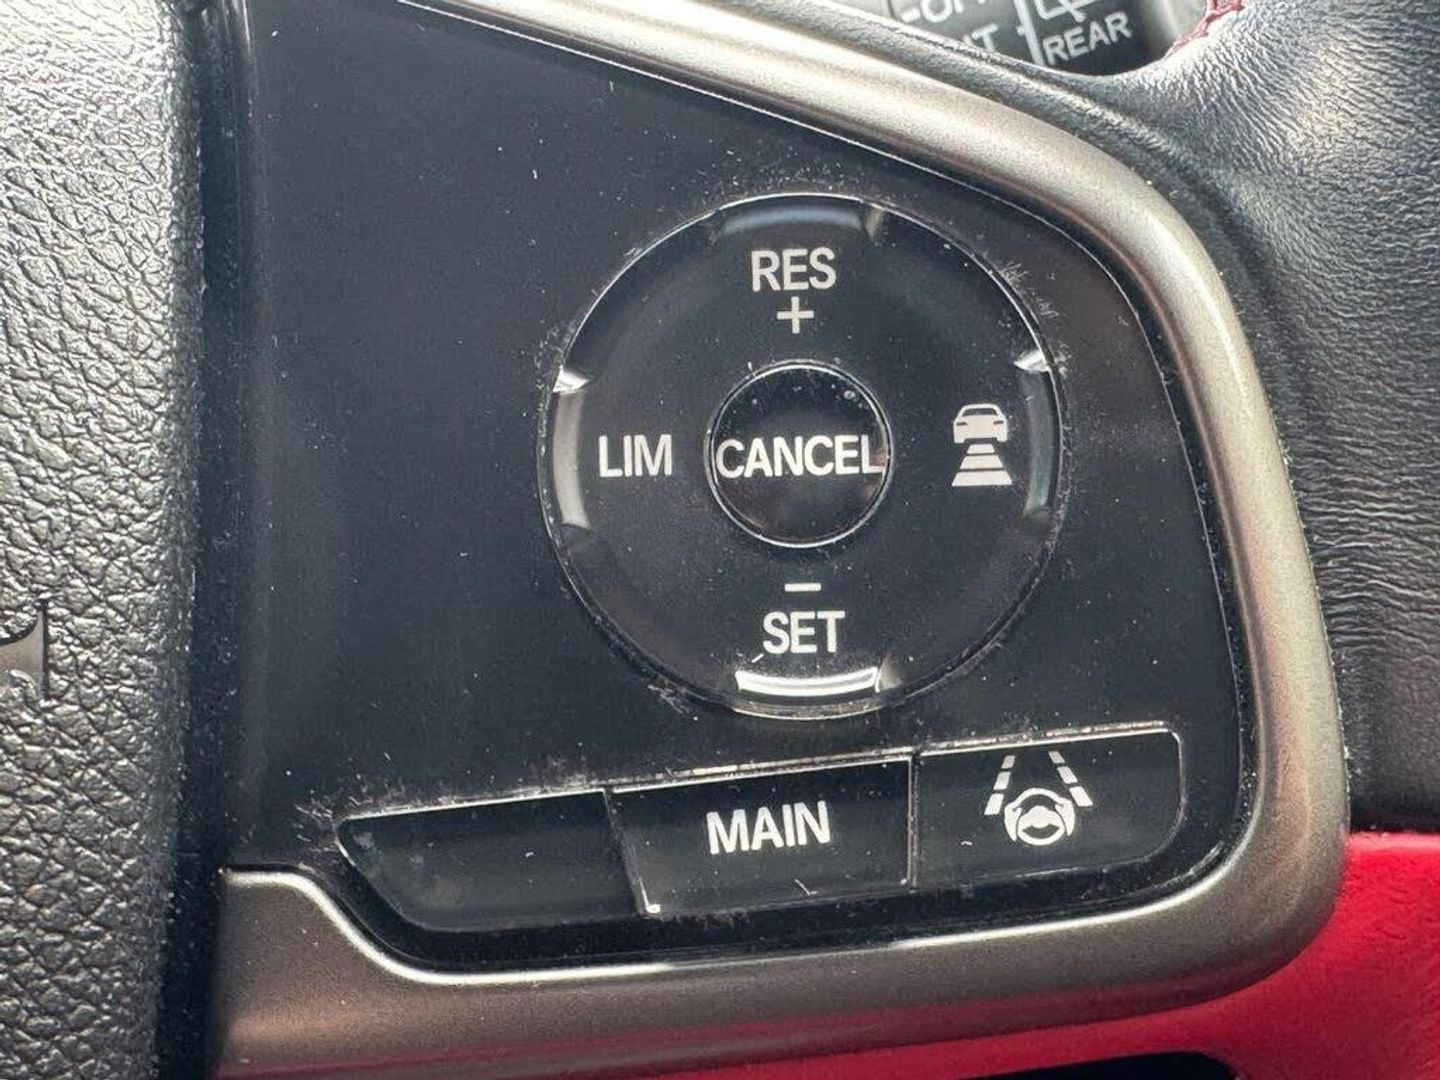 REAR
RES
+
LIM
CANCEL
−
SET
MAIN